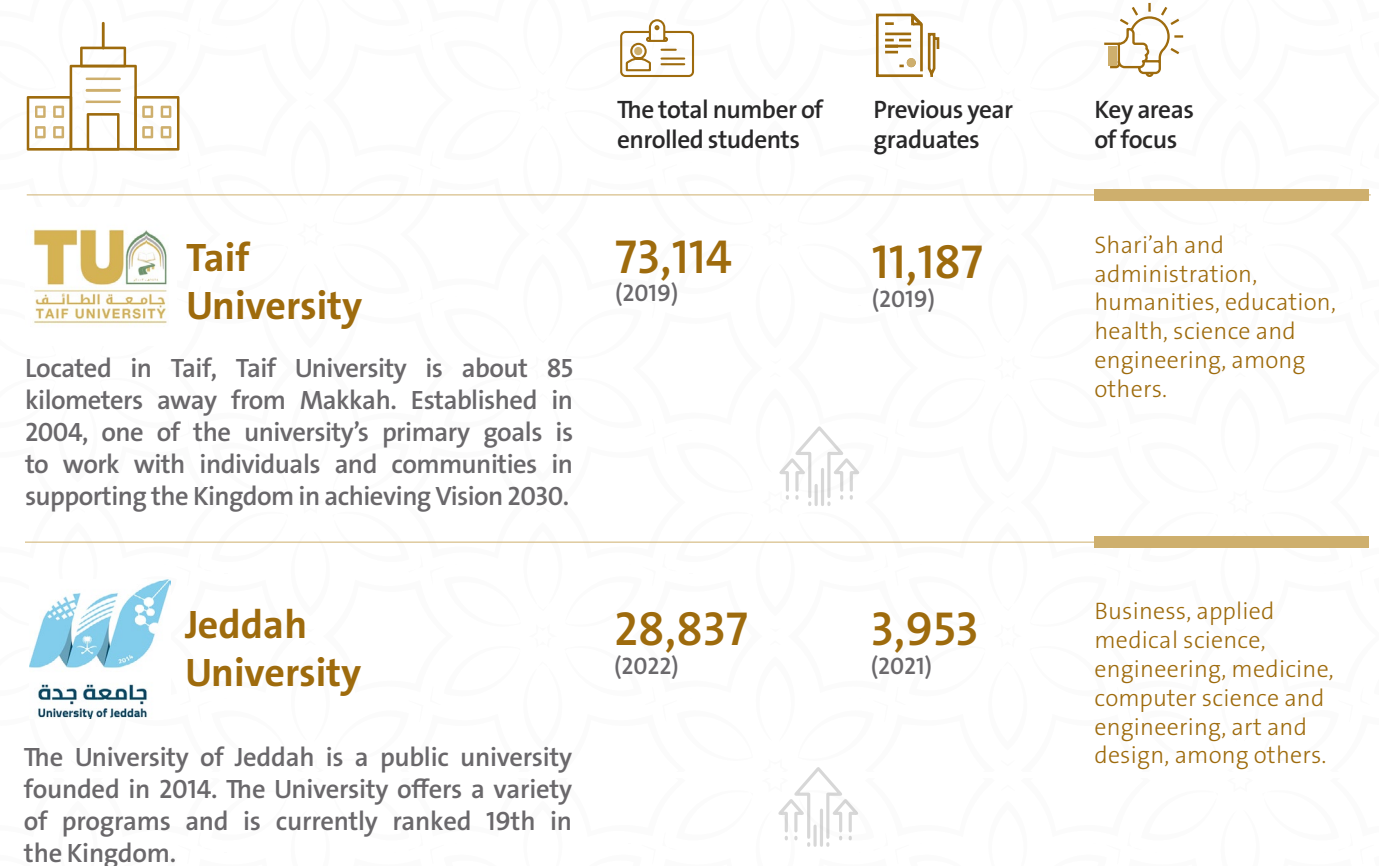 The total number of
enrolled students
Previous year
graduates
Key areas
of focus
TU
جامعة الطائف
TAIF UNIVERSITY
Taif
University
73,114
(2019)
11,187
(2019)
Shari’ah and
administration,
humanities, education,
health, science and
engineering, among
others.
Located in Taif, Taif University is about 85
kilometers away from Makkah. Established in
2004, one of the university’s primary goals is
to work with individuals and communities in
supporting the Kingdom in achieving Vision 2030.
2014
جامعة جدة
University of Jeddah
Jeddah
University
28,837
(2022)
3,953
(2021)
Business, applied
medical science,
engineering, medicine,
computer science and
engineering, art and
design, among others.
The University of Jeddah is a public university
founded in 2014. The University offers a variety
of programs and is currently ranked 19th in
the Kingdom.